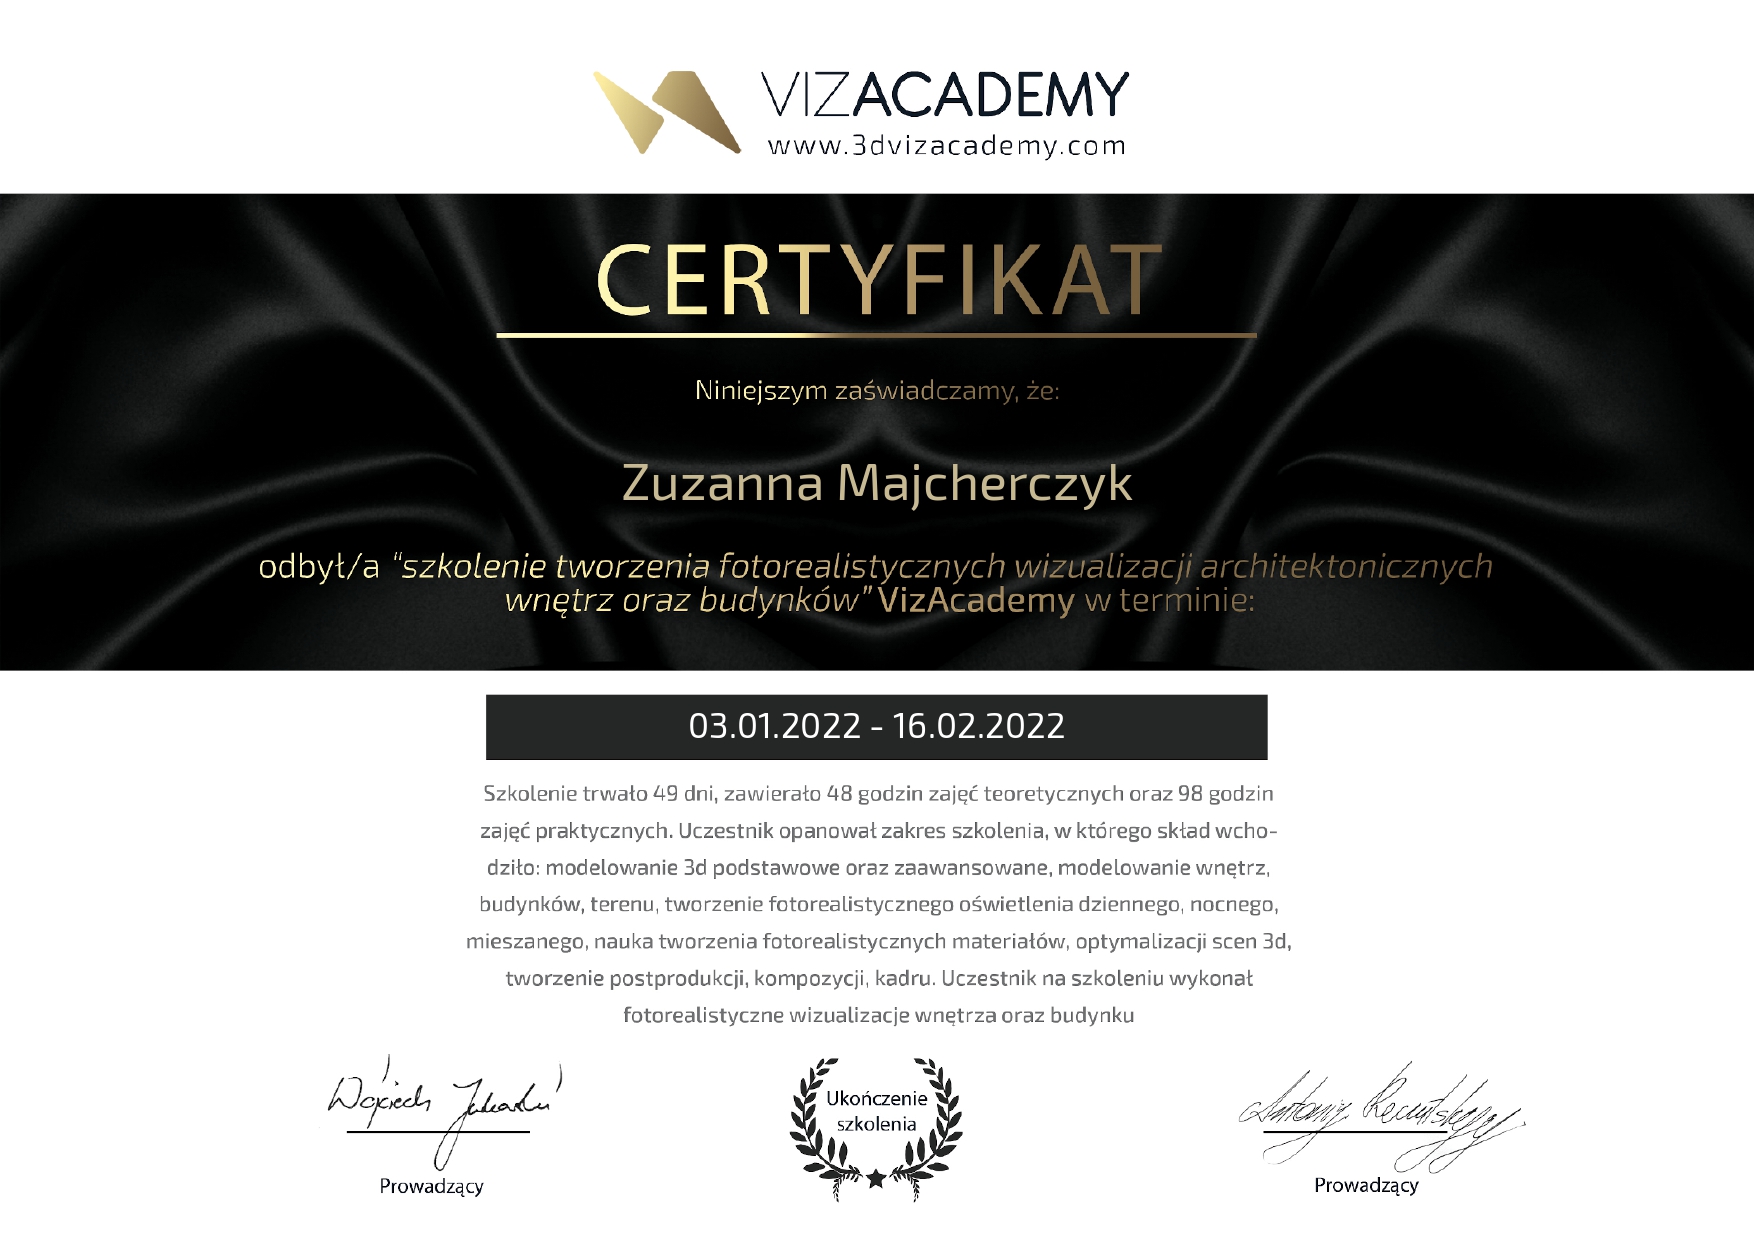 VIZACADEMY
www.3dvizacademy.com
CERTYFIKAT
Niniejszym zaświadczamy, że:
Zuzanna Majcherczyk
odbył/a “szkolenie tworzenia fotorealistycznych wizualizacji architektonicznych
wnętrz oraz budynków” VizAcademy w terminie:
03.01.2022 - 16.02.2022
Szkolenie trwało 49 dni, zawierało 48 godzin zajęć teoretycznych oraz 98 godzin
zajęć praktycznych. Uczestnik opanował zakres szkolenia, w którego skład wcho-
dziło: modelowanie 3d podstawowe oraz zaawansowane, modelowanie wnętrz,
budynków, terenu, tworzenie fotorealistycznego oświetlenia dziennego, nocnego,
mieszanego, nauka tworzenia fotorealistycznych materiałów, optymalizacji scen 3d,
tworzenie postprodukcji, kompozycji, kadru. Uczestnik na szkoleniu wykonał
fotorealistyczne wizualizacje wnętrza oraz budynku
Wojciech
Prowadzący
Ukończenie
szkolenia
Antoni
Prowadzący